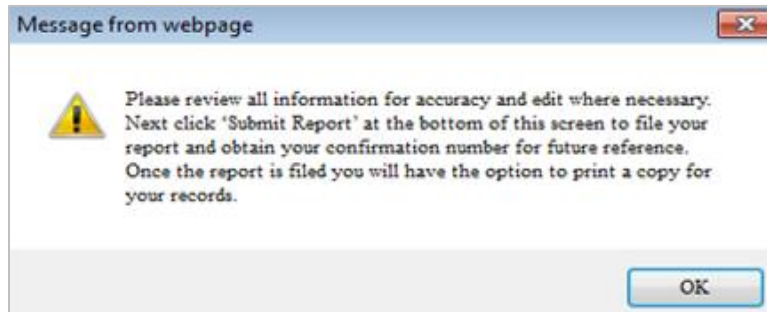 Message from webpage
Please review all information for accuracy and edit where necessary.
Next click ‘Submit Report’ at the bottom of this screen to file your
report and obtain your confirmation number for future reference.
Once the report is filed you will have the option to print a copy for
your records.
OK